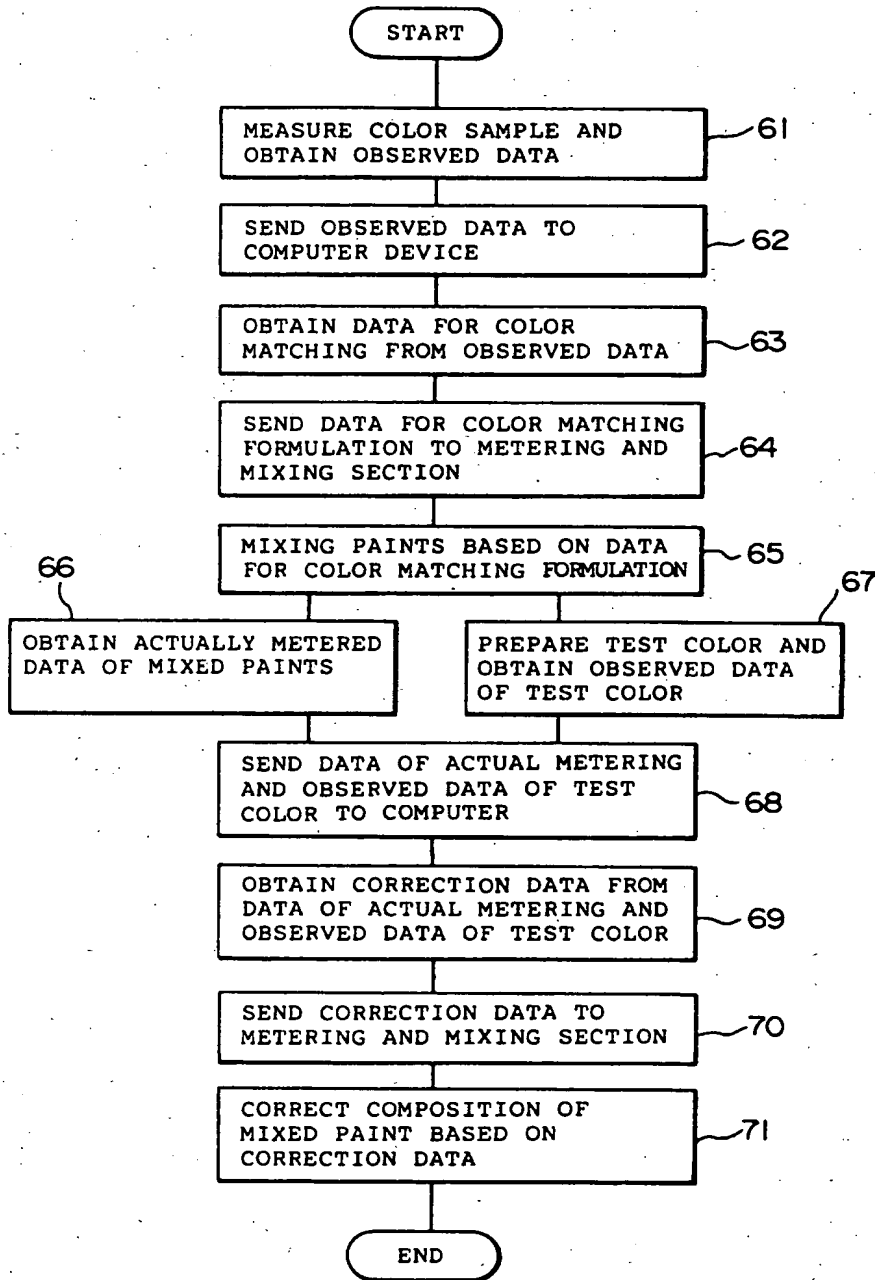 START
MEASURE COLOR SAMPLE AND
OBTAIN OBSERVED DATA
61
SEND OBSERVED DATA TO
COMPUTER DEVICE
62
OBTAIN DATA FOR COLOR
MATCHING FROM OBSERVED DATA
63
SEND DATA FOR COLOR MATCHING
FORMULATION TO METERING AND
MIXING SECTION
64
MIXING PAINTS BASED ON DATA
FOR COLOR MATCHING FORMULATION
65
66
OBTAIN ACTUALLY METERED
DATA OF MIXED PAINTS
67
PREPARE TEST COLOR AND
OBTAIN OBSERVED DATA
OF TEST COLOR
SEND DATA OF ACTUAL METERING
AND OBSERVED DATA OF TEST
COLOR TO COMPUTER
68
OBTAIN CORRECTION DATA FROM
DATA OF ACTUAL METERING AND
OBSERVED DATA OF TEST COLOR
69
SEND CORRECTION DATA TO
METERING AND MIXING SECTION
70
CORRECT COMPOSITION OF
MIXED PAINT BASED ON
CORRECTION DATA
71
END